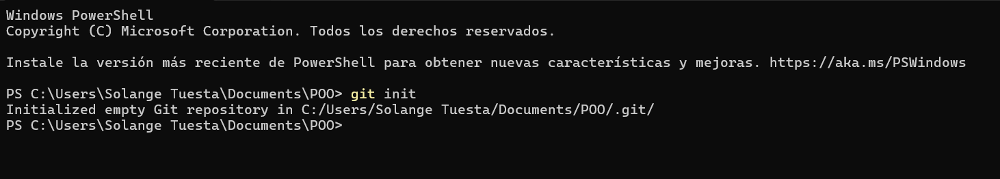 Windows PowerShell
Copyright (C) Microsoft Corporation. Todos los derechos reservados.
Instale la versión más reciente de PowerShell para obtener nuevas características y mejoras. https://aka.ms/PSWindows
PS C:\Users\Solange Tuesta\Documents\POO> git init
Initialized empty Git repository in C:/Users/Solange Tuesta/Documents/POO/.git/
PS C:\Users\Solange Tuesta\Documents\POO>